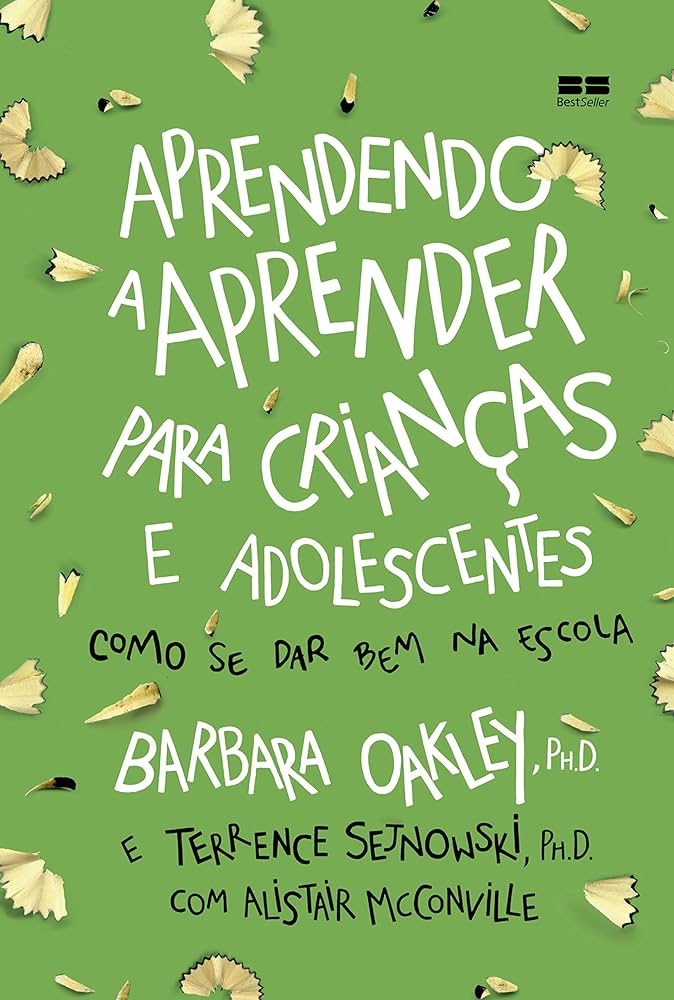 BS
BestSeller
APRENDENDO
A APRENDER
PARA CRIANÇAS
E ADOLESCENTES
COMO SE DAR BEM NA ESCOLA
BARBARA OAKLEY, PH.D.
E TERRENCE SEJNOWSKI, PH.D.
COM ALISTAIR MCCONVILLE